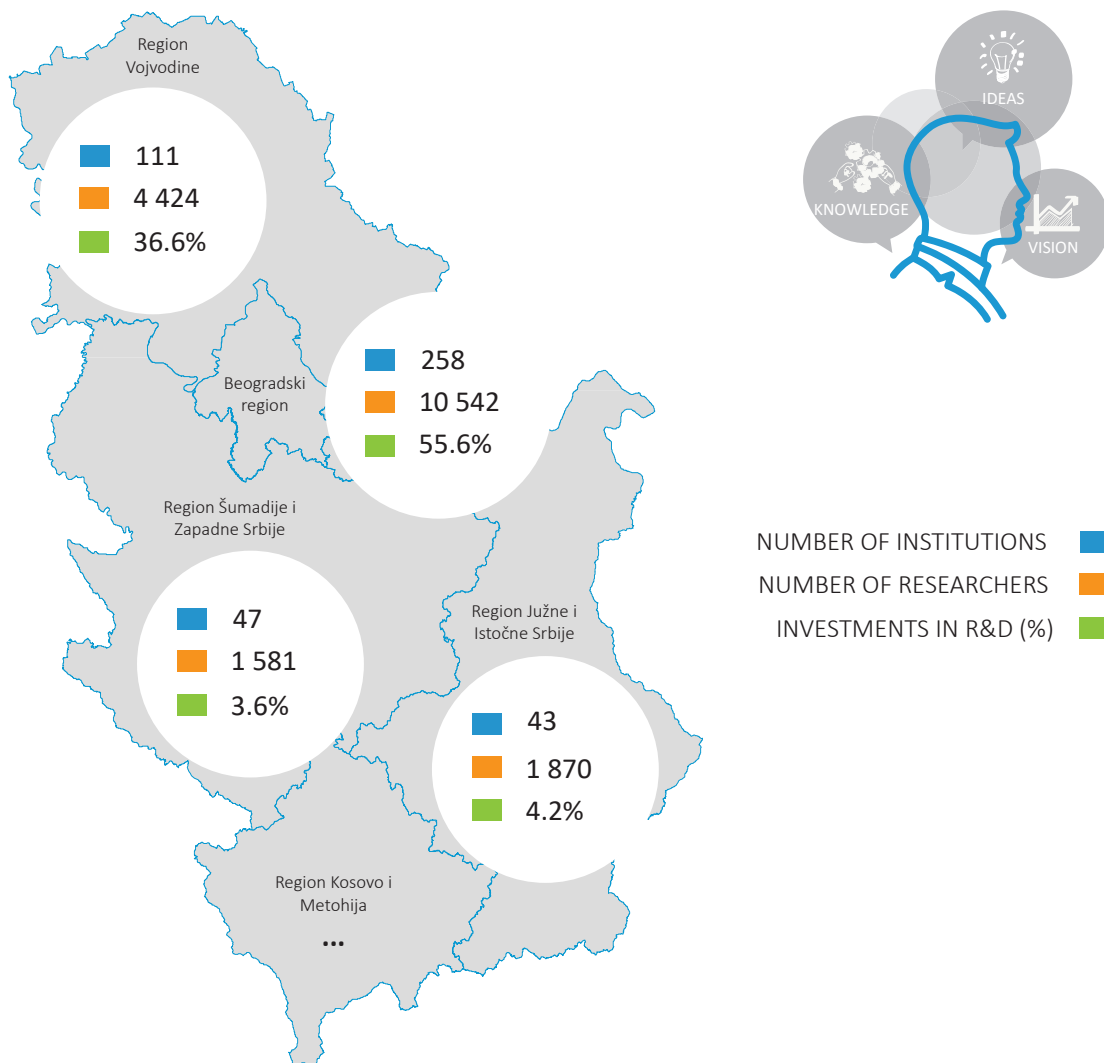 Region
Vojvodine
111
4 424
36.6%
IDEAS
KNOWLEDGE
VISION
Beogradski
region
258
10 542
55.6%
Region Šumadije i
Zapadne Srbije
47
1 581
3.6%
Region Južne i
Istočne Srbije
43
1 870
4.2%
Region Kosovo i
Metohija
...
NUMBER OF INSTITUTIONS
NUMBER OF RESEARCHERS
INVESTMENTS IN R&D (%)